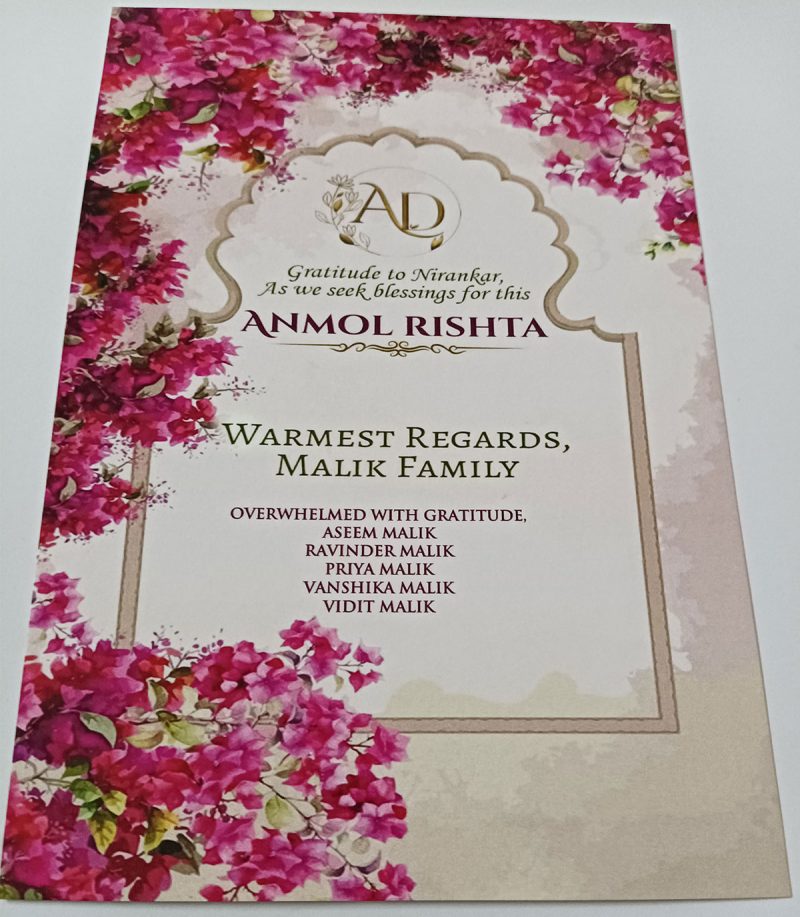 AD
Gratitude to Nirankar,
As we seek blessings for this
ANMOL RISHTA
WARMEST REGARDS,
MALIK FAMILY
OVERWHELMED WITH GRATITUDE,
ASEEM MALIK
RAVINDER MALIK
PRIYA MALIK
VANSHIKA MALIK
VIDIT MALIK